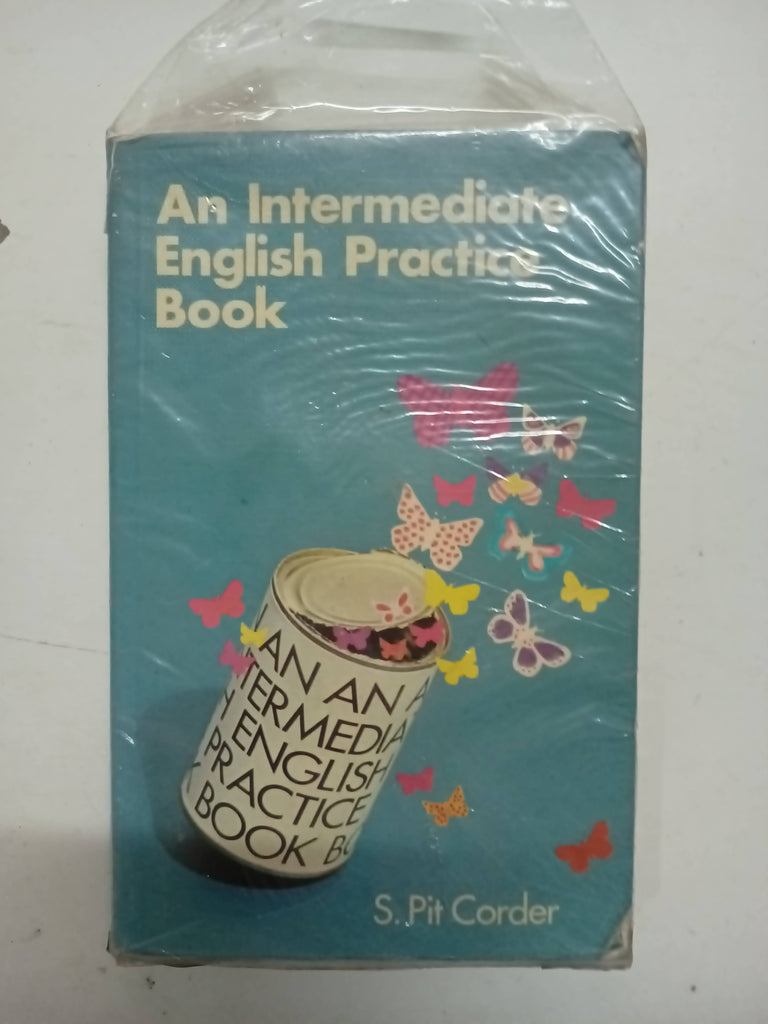 An Intermediate
English Practice
Book
AN AN A
TERMEDIA
H ENGLISH
PRACTICE
K BOOK BO
S. Pit Corder